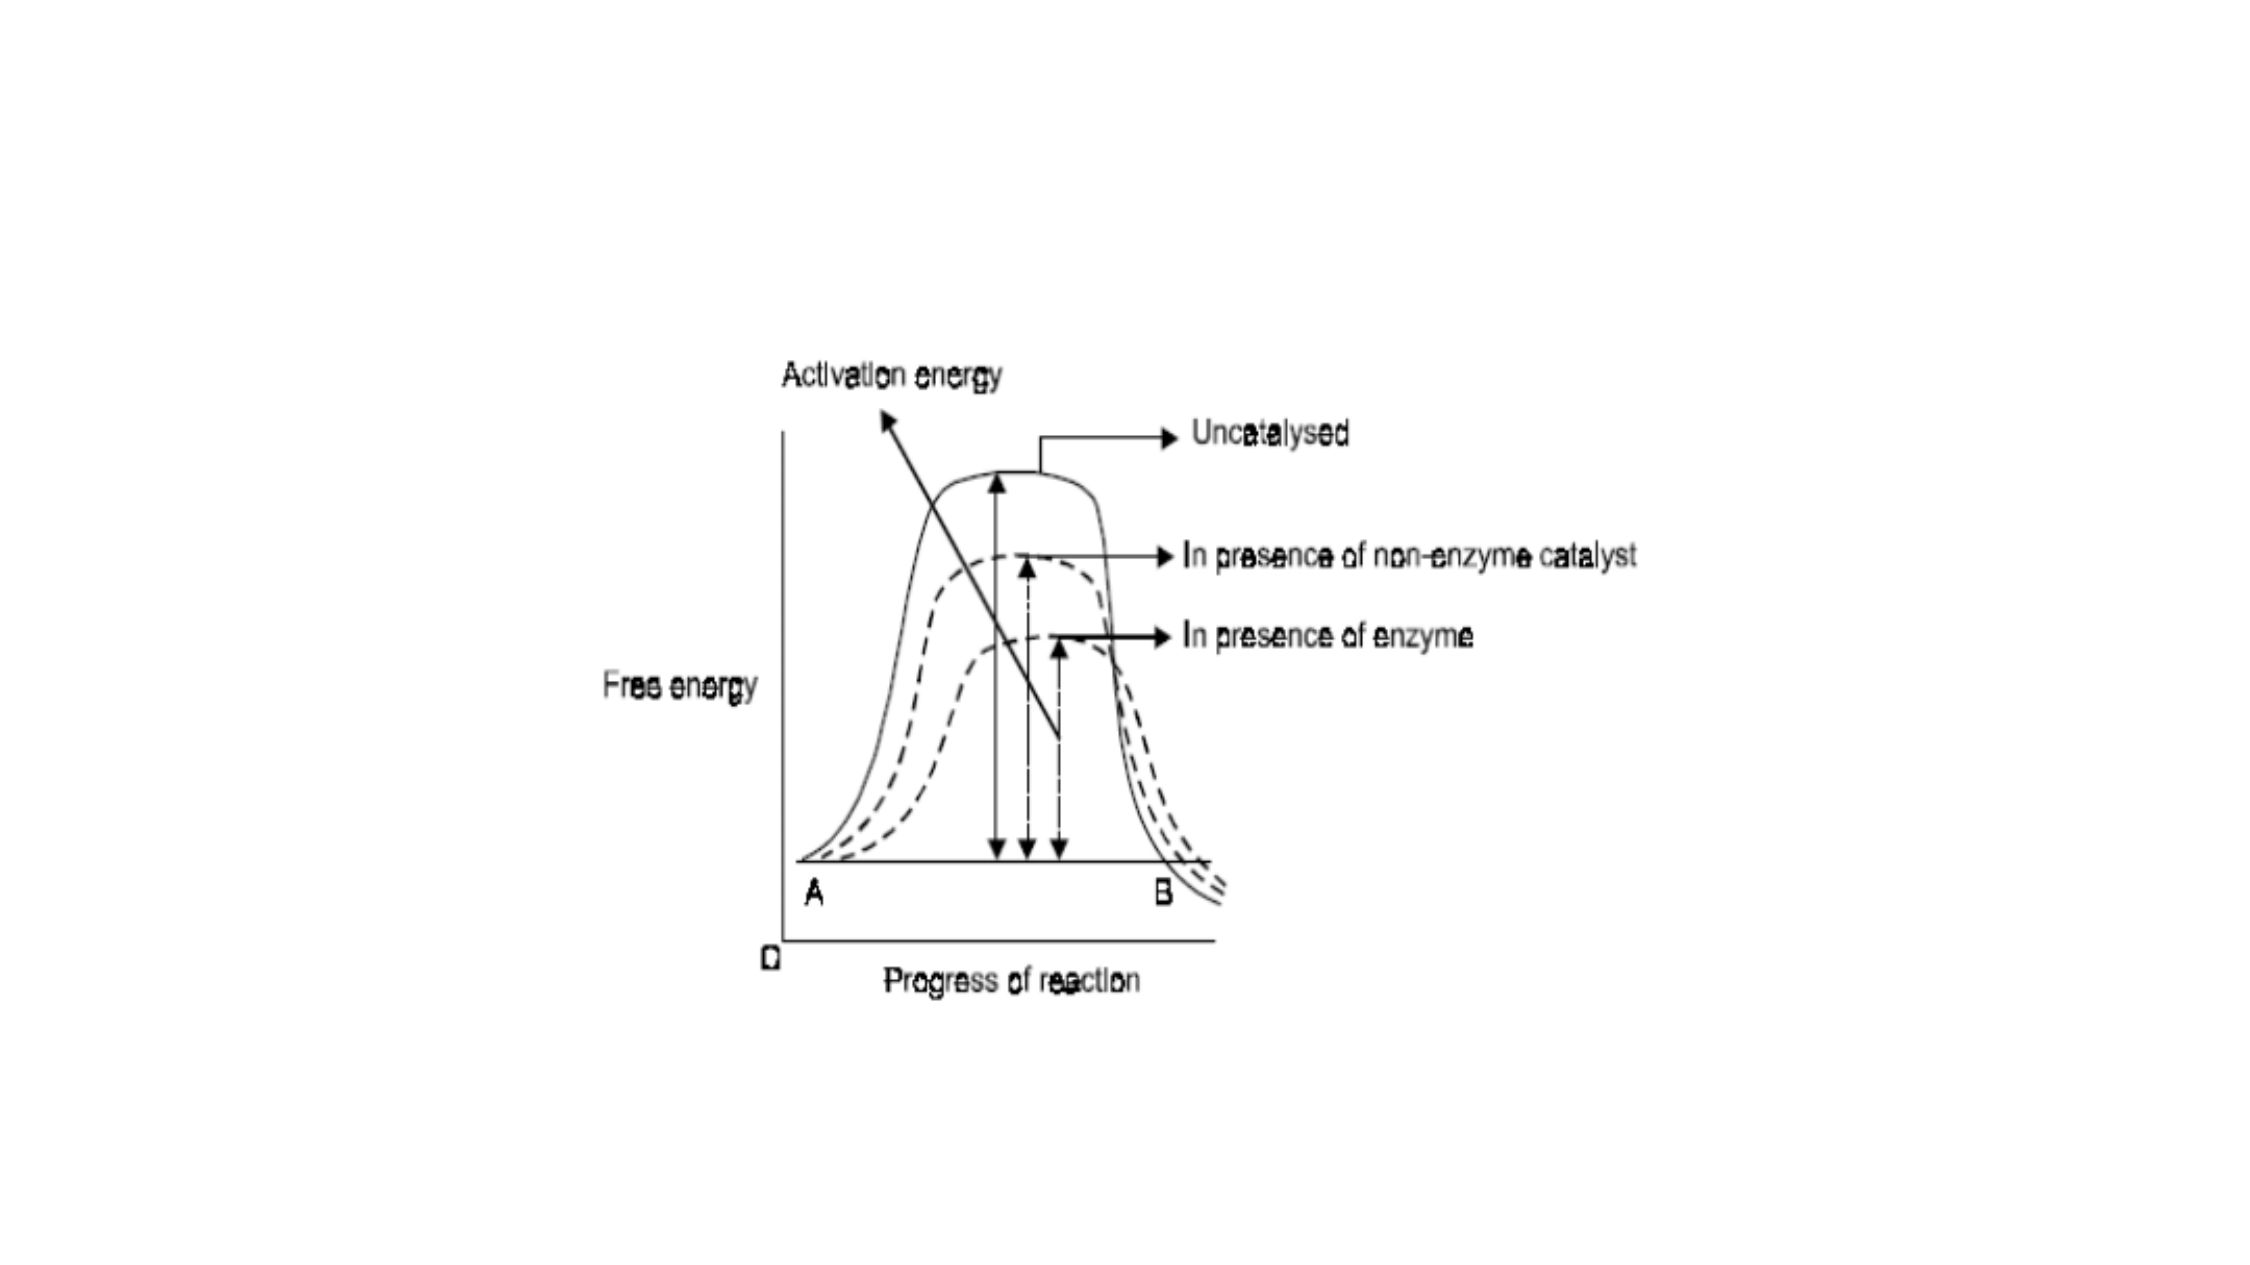 Activation energy
Uncatalysed
In presence of non-enzyme catalyst
In presence of enzyme
Free energy
A
B
O
Progress of reaction